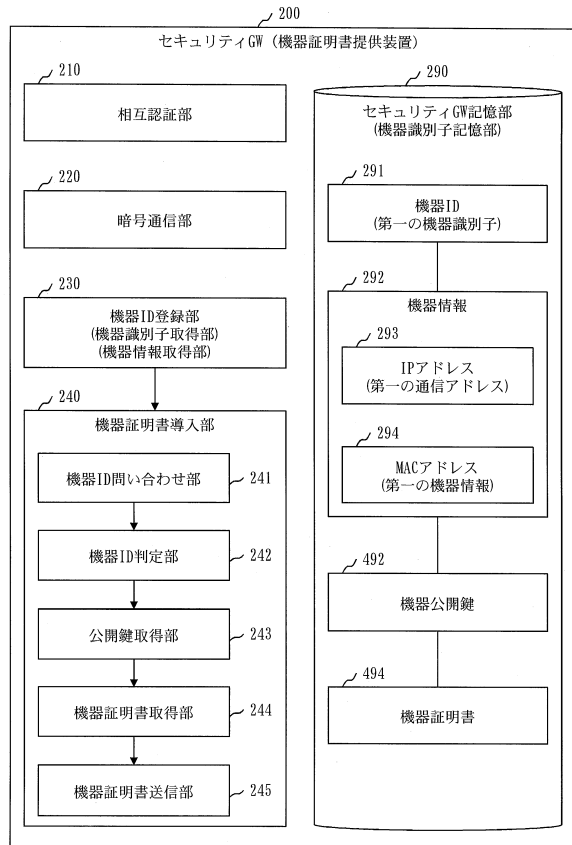 200
セキュリティGW（機器証明書提供装置）
210
相互認証部
220
暗号通信部
230
機器ID登録部
(機器識別子取得部)
(機器情報取得部)
240
機器証明書導入部
機器ID問い合わせ部
241
機器ID判定部
242
公開鍵取得部
243
機器証明書取得部
244
機器証明書送信部
245
290
セキュリティGW記憶部
(機器識別子記憶部)
291
機器ID
(第一の機器識別子)
292
機器情報
293
IPアドレス
(第一の通信アドレス)
294
MACアドレス
(第一の機器情報)
492
機器公開鍵
494
機器証明書